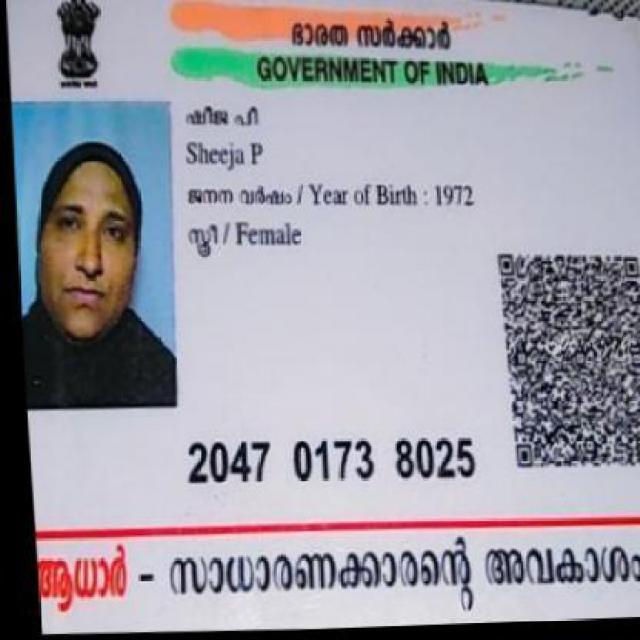 ഭാരത സർക്കാർ
GOVERNMENT OF INDIA
ഷീജ പി
Sheeja P
ജനന വർഷം / Year of Birth : 1972
സ്ത്രീ / Female
2047 0173 8025
ആധാർ - സാധാരണക്കാരന്റെ അവകാശം